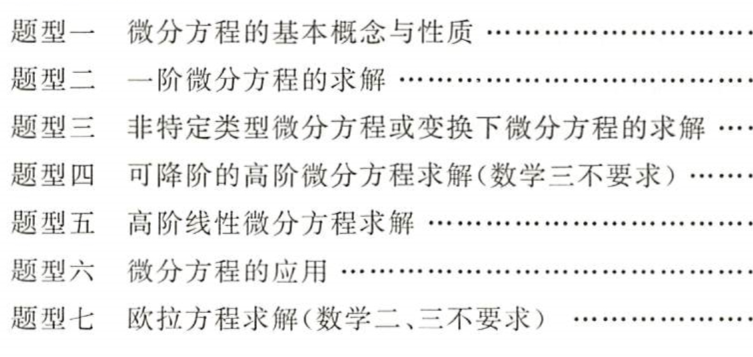 题型一 微分方程的基本概念与性质 ……………………………
题型二 一阶微分方程的求解 ……………………………………
题型三 非特定类型微分方程或变换下微分方程的求解 ……
题型四 可降阶的高阶微分方程求解(数学三不要求) ………
题型五 高阶线性微分方程求解 …………………………………
题型六 微分方程的应用 …………………………………………
题型七 欧拉方程求解(数学二、三不要求) …………………